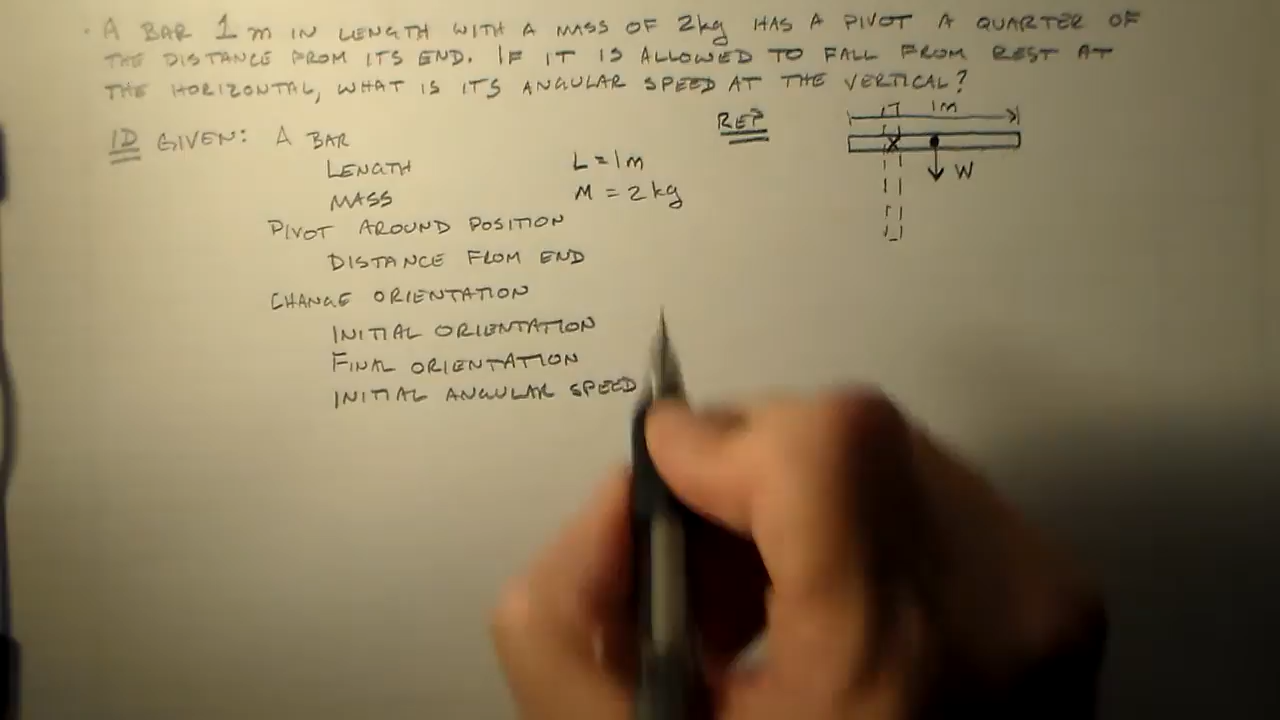 · A BAR 1 m IN LENGTH WITH A MASS OF 2kg HAS A PIVOT A QUARTER OF
THE DISTANCE FROM ITS END. IF IT IS ALLOWED TO FALL FROM REST AT
THE HORIZONTAL, WHAT IS ITS ANGULAR SPEED AT THE VERTICAL?
ID GIVEN: A BAR
LENGTH L = 1m
MASS M = 2 kg
PIVOT AROUND POSITION
DISTANCE FROM END
CHANGE ORIENTATION
INITIAL ORIENTATION
FINAL ORIENTATION
INITIAL ANGULAR SPEED
REP
1m
X
W